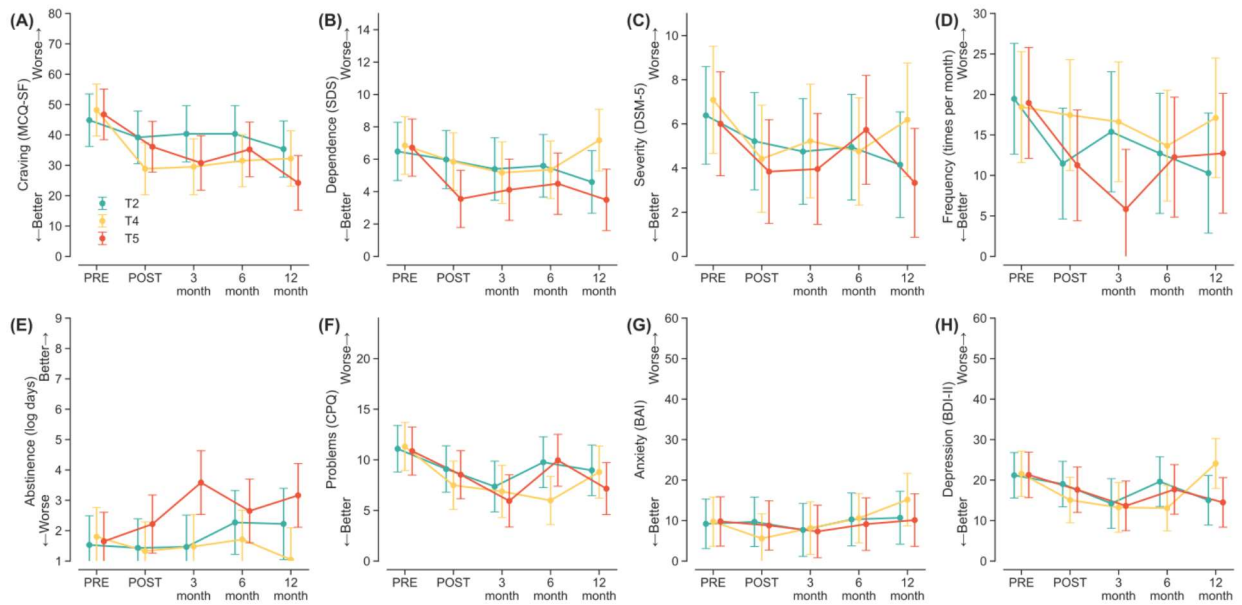 (A)
80
70
60
50
40
30
20
10
0
Craving (MCQ-SF)
←Better
Worse→
T2
T4
T5
PRE
POST
3
month
6
month
12
month
(B)
14
12
10
8
6
4
2
0
Dependence (SDS)
←Better
Worse→
PRE
POST
3
month
6
month
12
month
(C)
10
8
6
4
2
0
Severity (DSM-5)
←Better
Worse→
PRE
POST
3
month
6
month
12
month
(D)
30
25
20
15
10
5
0
Frequency (times per month)
←Better
Worse→
PRE
POST
3
month
6
month
12
month
(E)
9
8
7
6
5
4
3
2
1
Abstinence (log days)
←Worse
Better→
PRE
POST
3
month
6
month
12
month
(F)
20
15
10
5
0
Problems (CPQ)
←Better
Worse→
PRE
POST
3
month
6
month
12
month
(G)
60
50
40
30
20
10
0
Anxiety (BAI)
←Better
Worse→
PRE
POST
3
month
6
month
12
month
(H)
60
50
40
30
20
10
0
Depression (BDI-II)
←Better
Worse→
PRE
POST
3
month
6
month
12
month